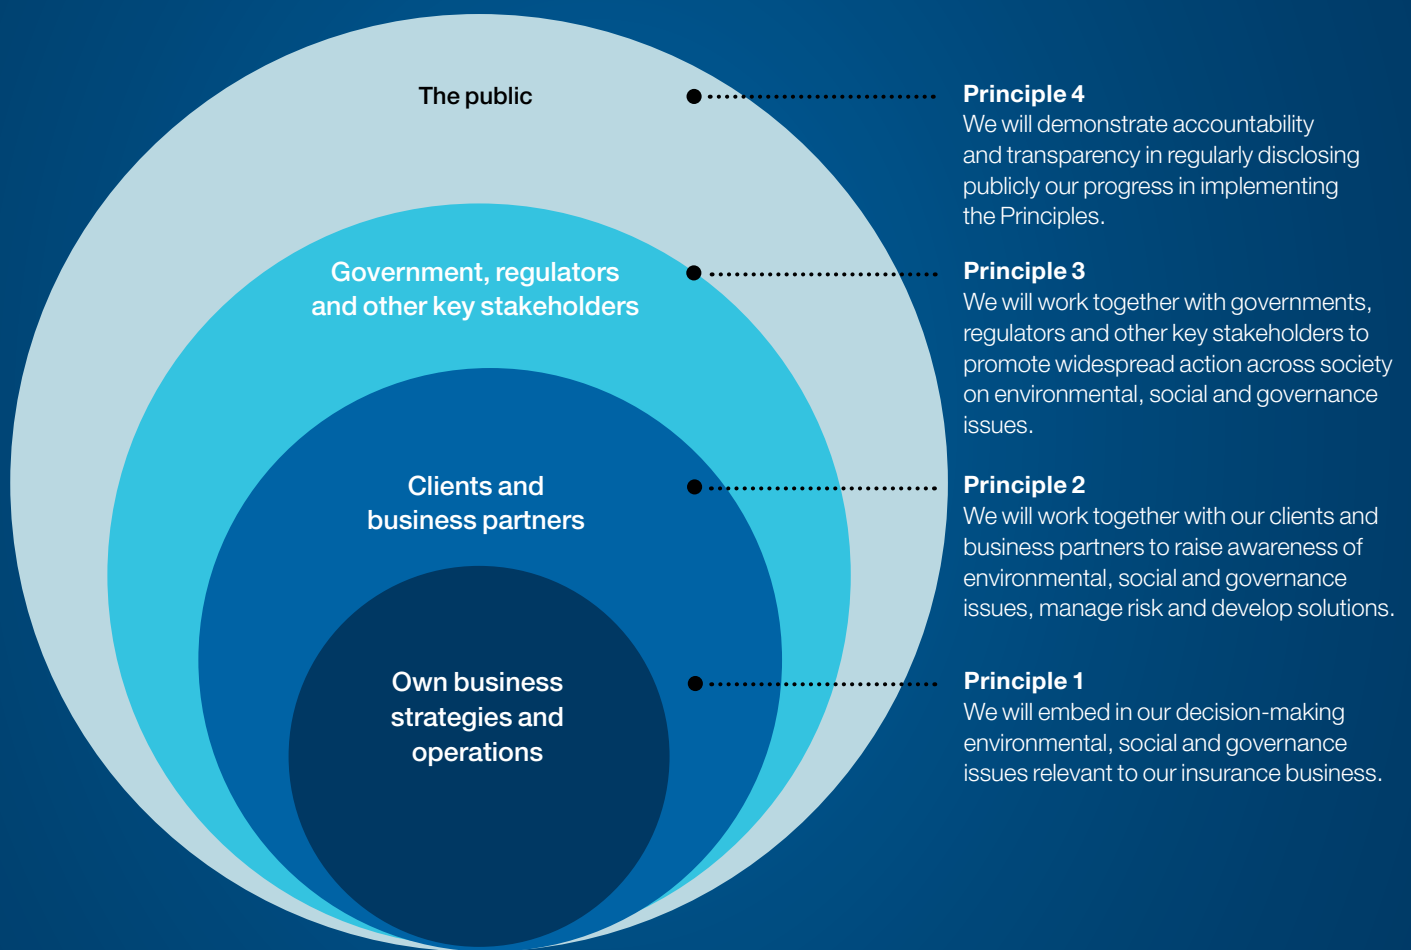 The public
Principle 4
We will demonstrate accountability
and transparency in regularly disclosing
publicly our progress in implementing
the Principles.
Government, regulators
and other key stakeholders
Principle 3
We will work together with governments,
regulators and other key stakeholders to
promote widespread action across society
on environmental, social and governance
issues.
Clients and
business partners
Principle 2
We will work together with our clients and
business partners to raise awareness of
environmental, social and governance
issues, manage risk and develop solutions.
Own business
strategies and
operations
Principle 1
We will embed in our decision-making
environmental, social and governance
issues relevant to our insurance business.